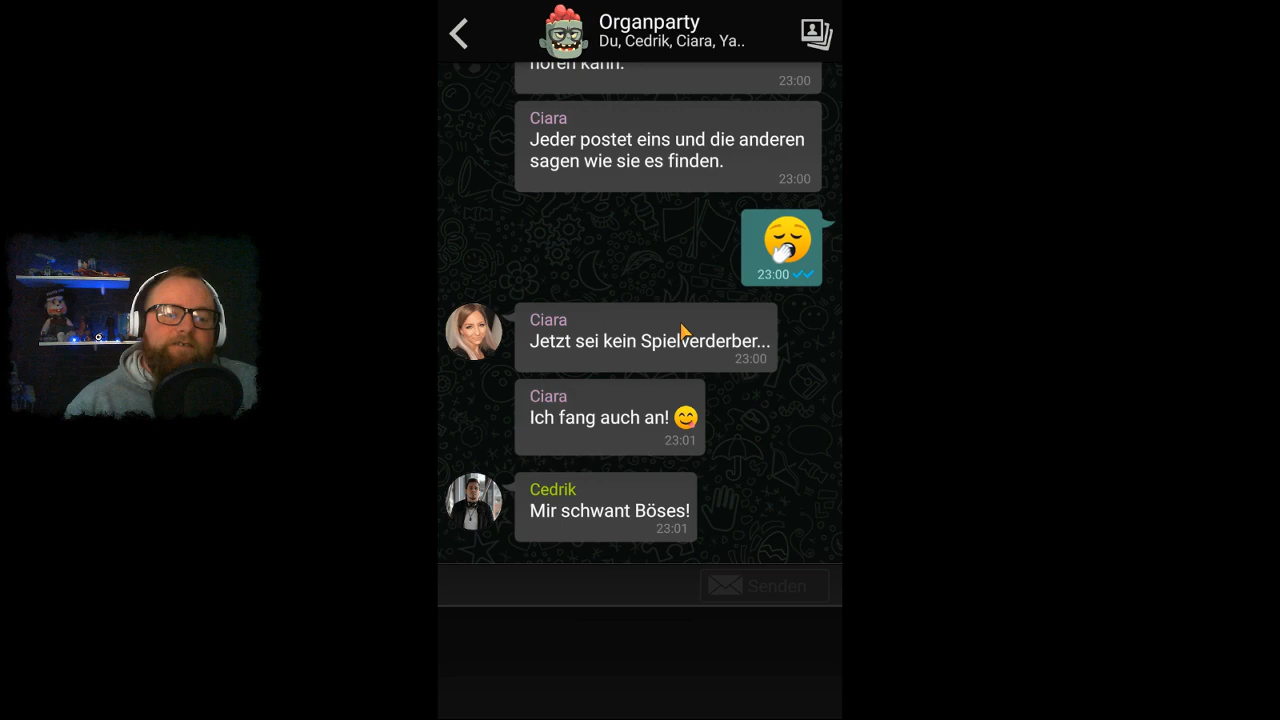 Organparty
Du, Cedrik, Ciara, Ya..
hören kann.
23:00
Ciara
Jeder postet eins und die anderen
sagen wie sie es finden.
23:00
23:00
Ciara
Jetzt sei kein Spielverderber...
23:00
Ciara
Ich fang auch an! 😋
23:01
Cedrik
Mir schwant Böses!
23:01
Senden